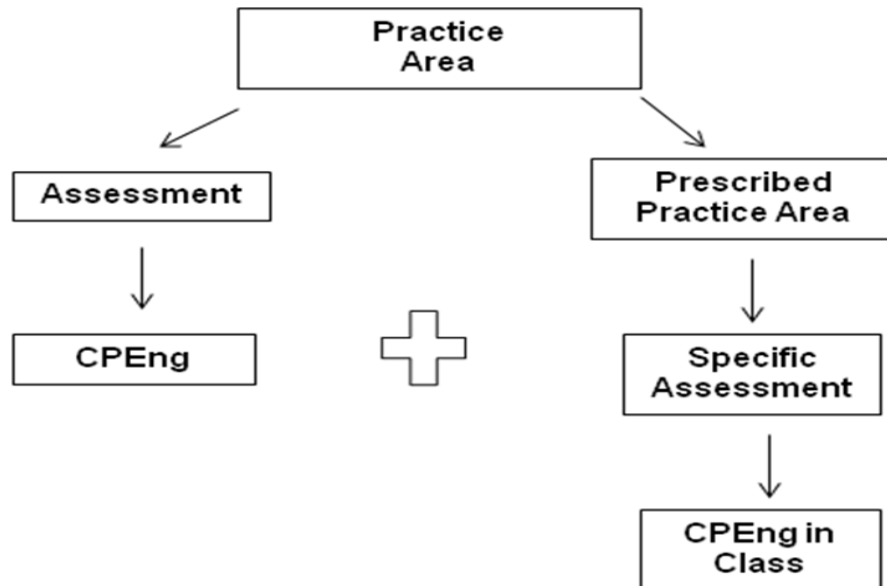 Practice
Area
Assessment
Prescribed
Practice Area
CPEng
Specific
Assessment
CPEng in
Class